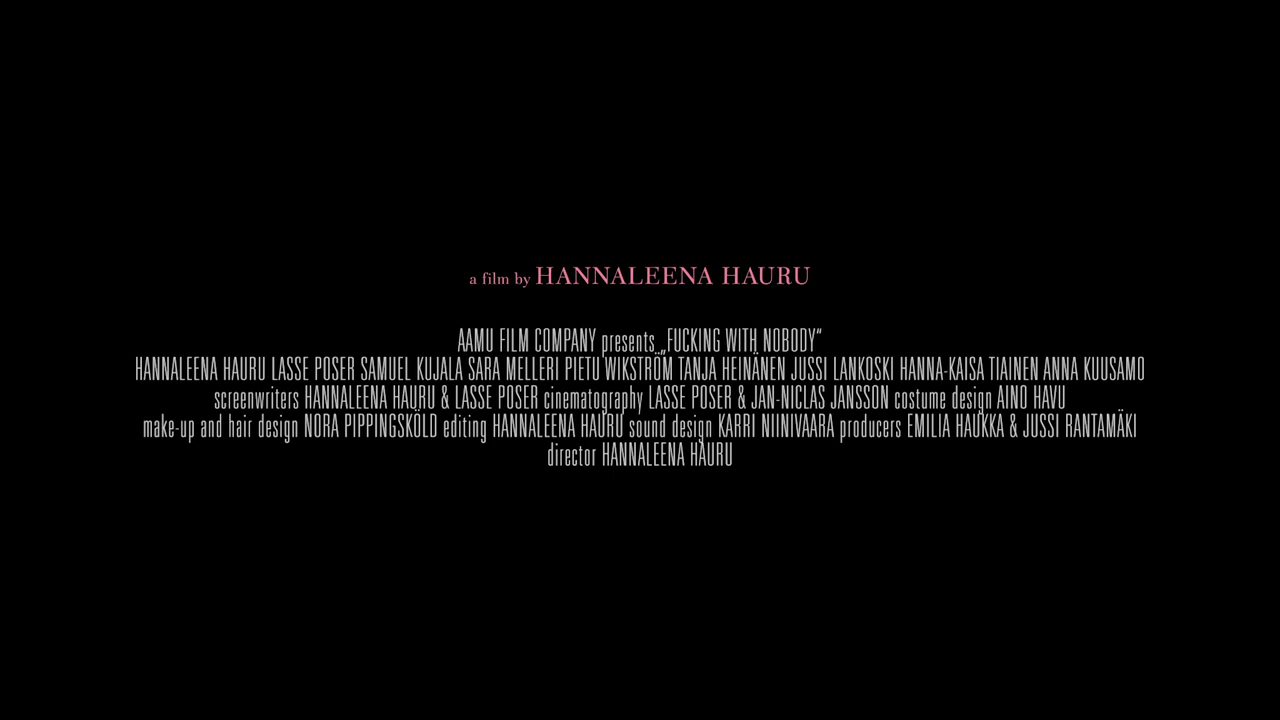 a film by HANNALEENA HAURU
AAMU FILM COMPANY presents „FUCKING WITH NOBODY“
HANNALEENA HAURU LASSE POSER SAMUEL KUJALA SARA MELLERI PIETU WIKSTRÖM TANJA HEINÄNEN JUSSI LANKOSKI HANNA-KAISA TIAINEN ANNA KUUSAMO
screenwriters HANNALEENA HAURU & LASSE POSER cinematography LASSE POSER & JAN-NICLAS JANSSON costume design AINO HAVU
make-up and hair design NORA PIPPINGSKÖLD editing HANNALEENA HAURU sound design KARRI NIINIVAARA producers EMILIA HAUKKA & JUSSI RANTAMÄKI
director HANNALEENA HAURU